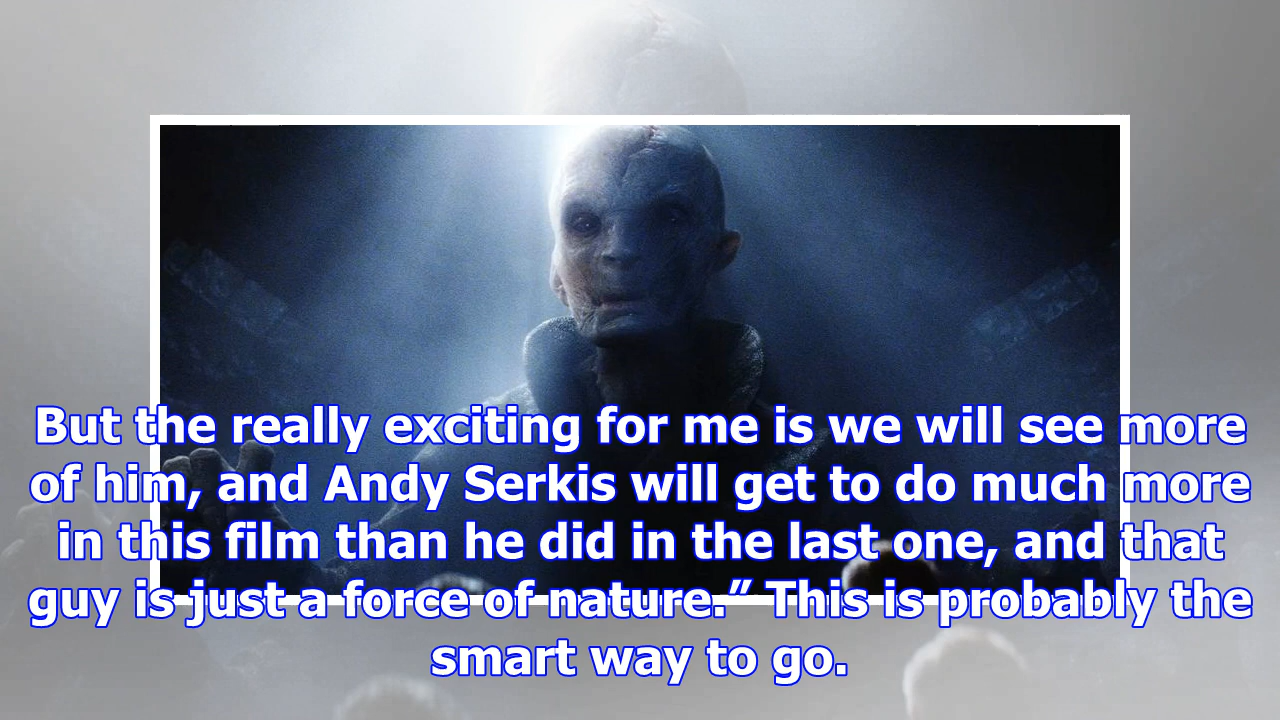 But the really exciting for me is we will see more
of him, and Andy Serkis will get to do much more
in this film than he did in the last one, and that
guy is just a force of nature.” This is probably the
smart way to go.